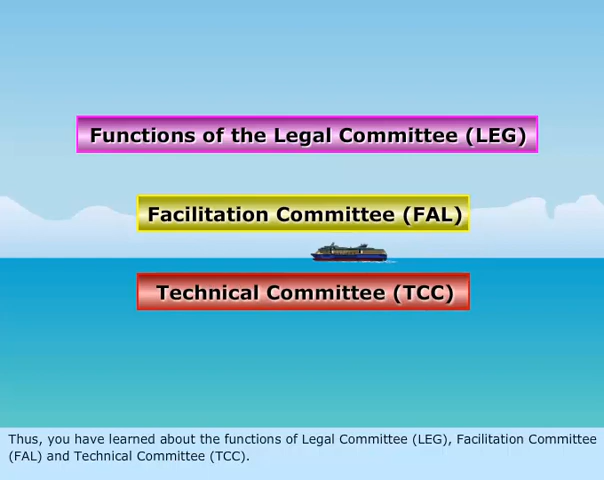 Functions of the Legal Committee (LEG)
Facilitation Committee (FAL)
Technical Committee (TCC)
Thus, you have learned about the functions of Legal Committee (LEG), Facilitation Committee
(FAL) and Technical Committee (TCC).